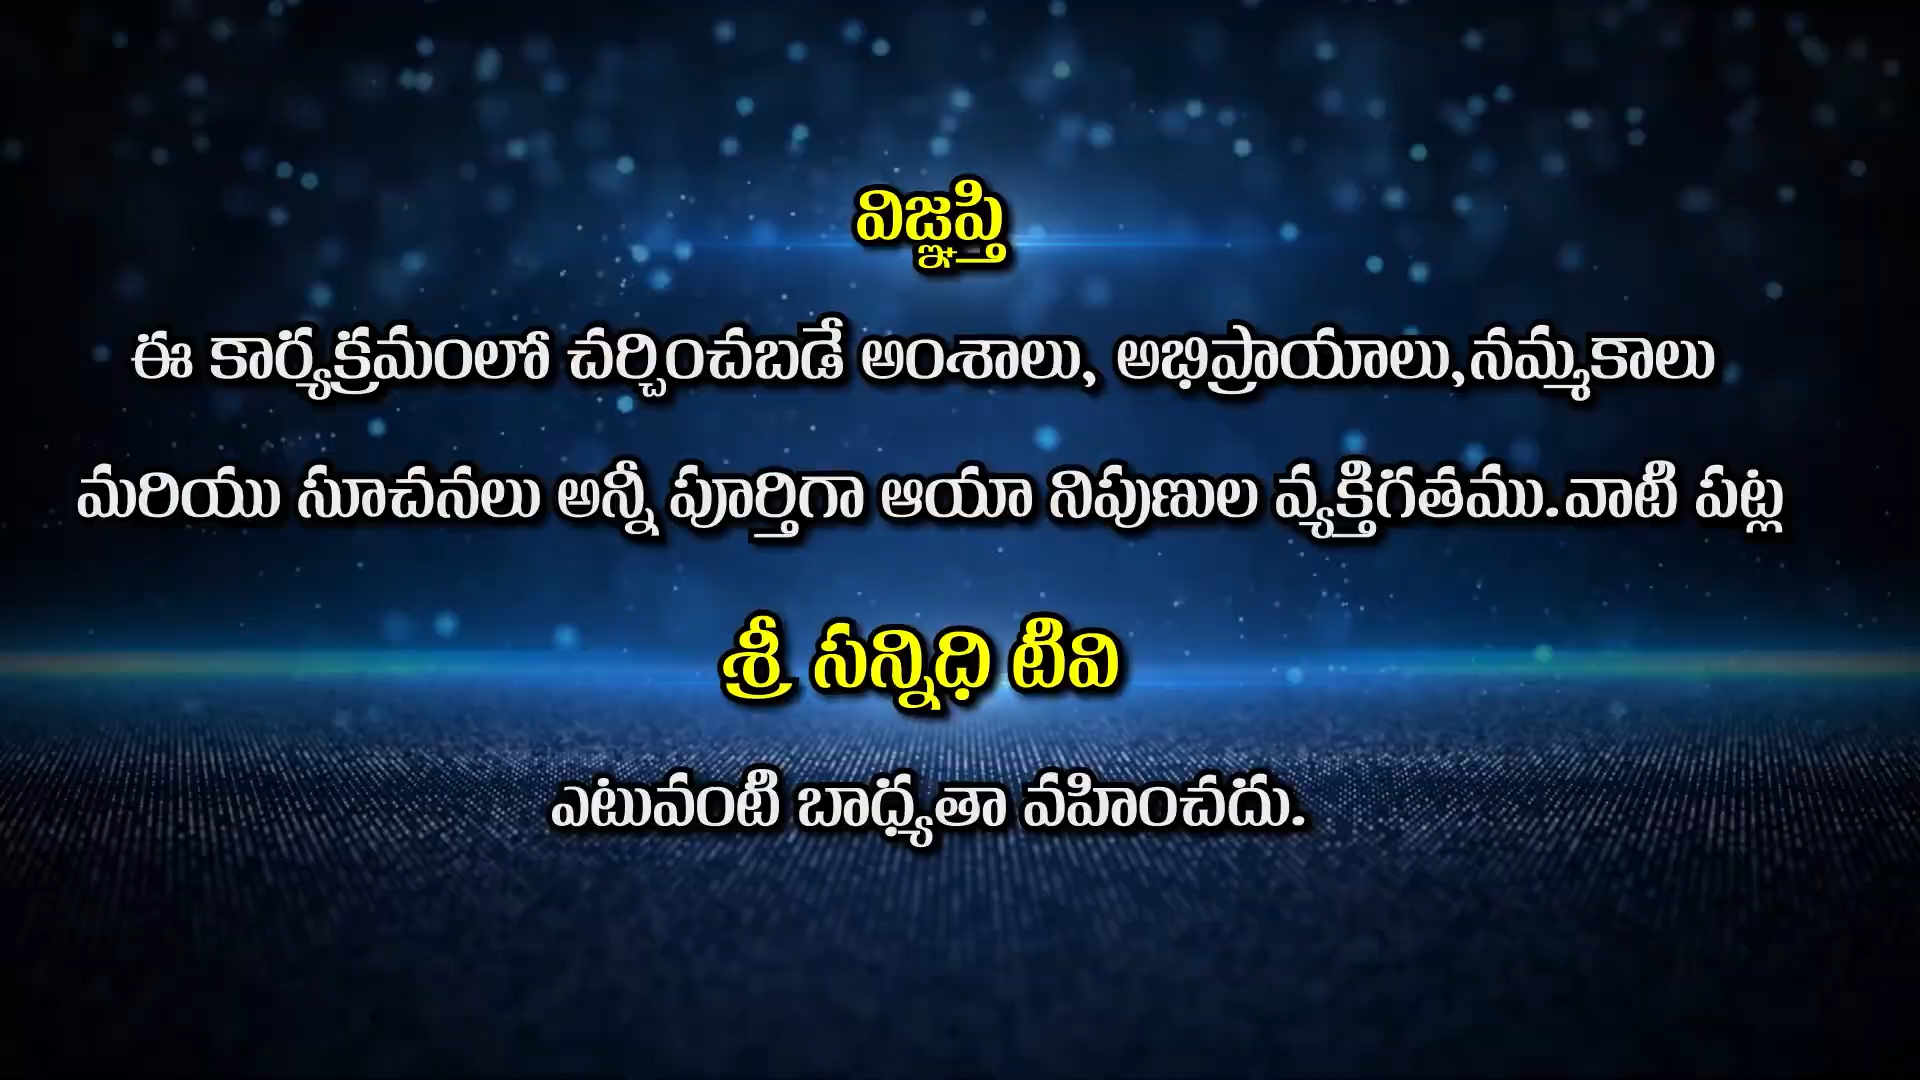 విజ్ఞప్తి
ఈ కార్యక్రమంలో చర్చించబడే అంశాలు, అభిప్రాయాలు,నమ్మకాలు
మరియు సూచనలు అన్నీ పూర్తిగా ఆయా నిపుణుల వ్యక్తిగతము.వాటి పట్ల
శ్రీ సన్నిధి టీవి
ఎటువంటి బాధ్యతా వహించదు.